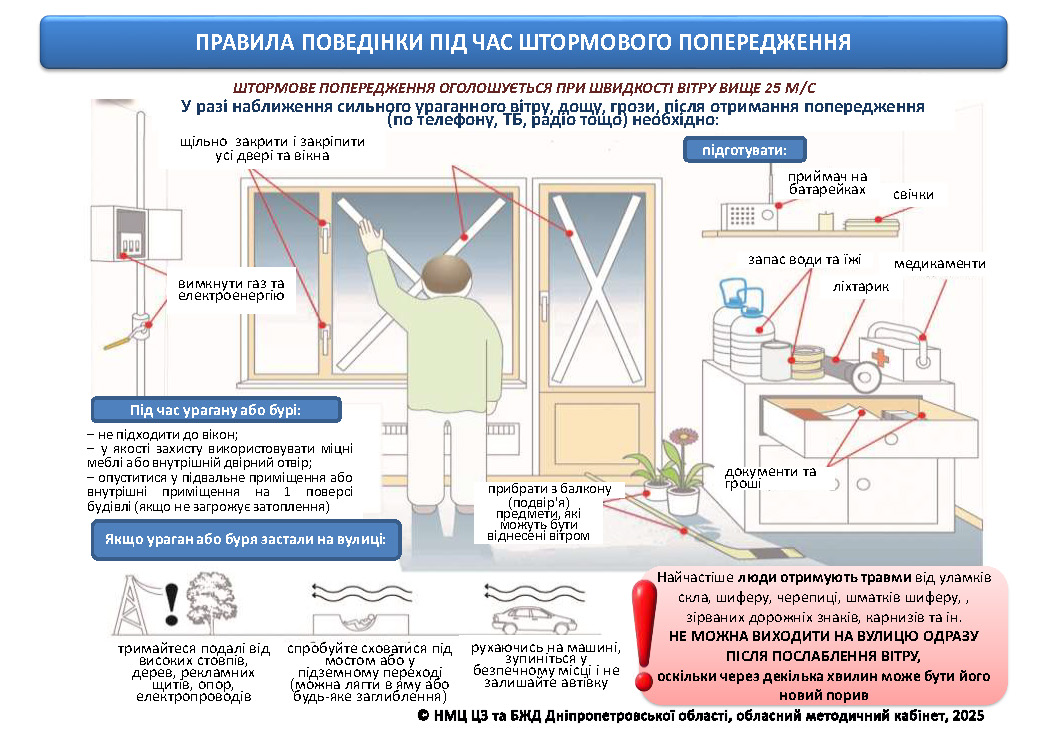 ПРАВИЛА ПОВЕДІНКИ ПІД ЧАС ШТОРМОВОГО ПОПЕРЕДЖЕННЯ
ШТОРМОВЕ ПОПЕРЕДЖЕННЯ ОГОЛОШУЄТЬСЯ ПРИ ШВИДКОСТІ ВІТРУ ВИЩЕ 25 М/С
У разі наближення сильного ураганного вітру, дощу, грози, після отримання попередження
(по телефону, ТБ, радіо тощо) необхідно:
щільно закрити і закріпити
усі двері та вікна
підготувати:
приймач на
батарейках
свічки
вимкнути газ та
електроенергію
запас води та їжі
медикаменти
ліхтарик
документи та
гроші
прибрати з балкону
(подвір'я)
предмети, які
можуть бути
віднесені вітром
Під час урагану або бурі:
– не підходити до вікон;
– у якості захисту використовувати міцні
меблі або внутрішній двірний отвір;
– опуститися у підвальне приміщення або
внутрішні приміщення на 1 поверсі
будівлі (якщо не загрожує затоплення)
Якщо ураган або буря застали на вулиці:
тримайтеся подалі від
високих стовпів,
дерев, рекламних
щитів, опор,
електропроводів
спробуйте сховатися під
мостом або у
підземному переході
(можна лягти в яму або
будь-яке заглиблення)
рухаючись на машині,
зупиніться у
безпечному місці і не
залишайте автівку
Найчастіше люди отримують травми від уламків
скла, шиферу, черепиці, шматків шиферу, ,
зірваних дорожніх знаків, карнизів та ін.
НЕ МОЖНА ВИХОДИТИ НА ВУЛИЦЮ ОДРАЗУ
ПІСЛЯ ПОСЛАБЛЕННЯ ВІТРУ,
оскільки через декілька хвилин може бути його
новий порив
© НМЦ ЦЗ та БЖД Дніпропетровської області, обласний методичний кабінет, 2025